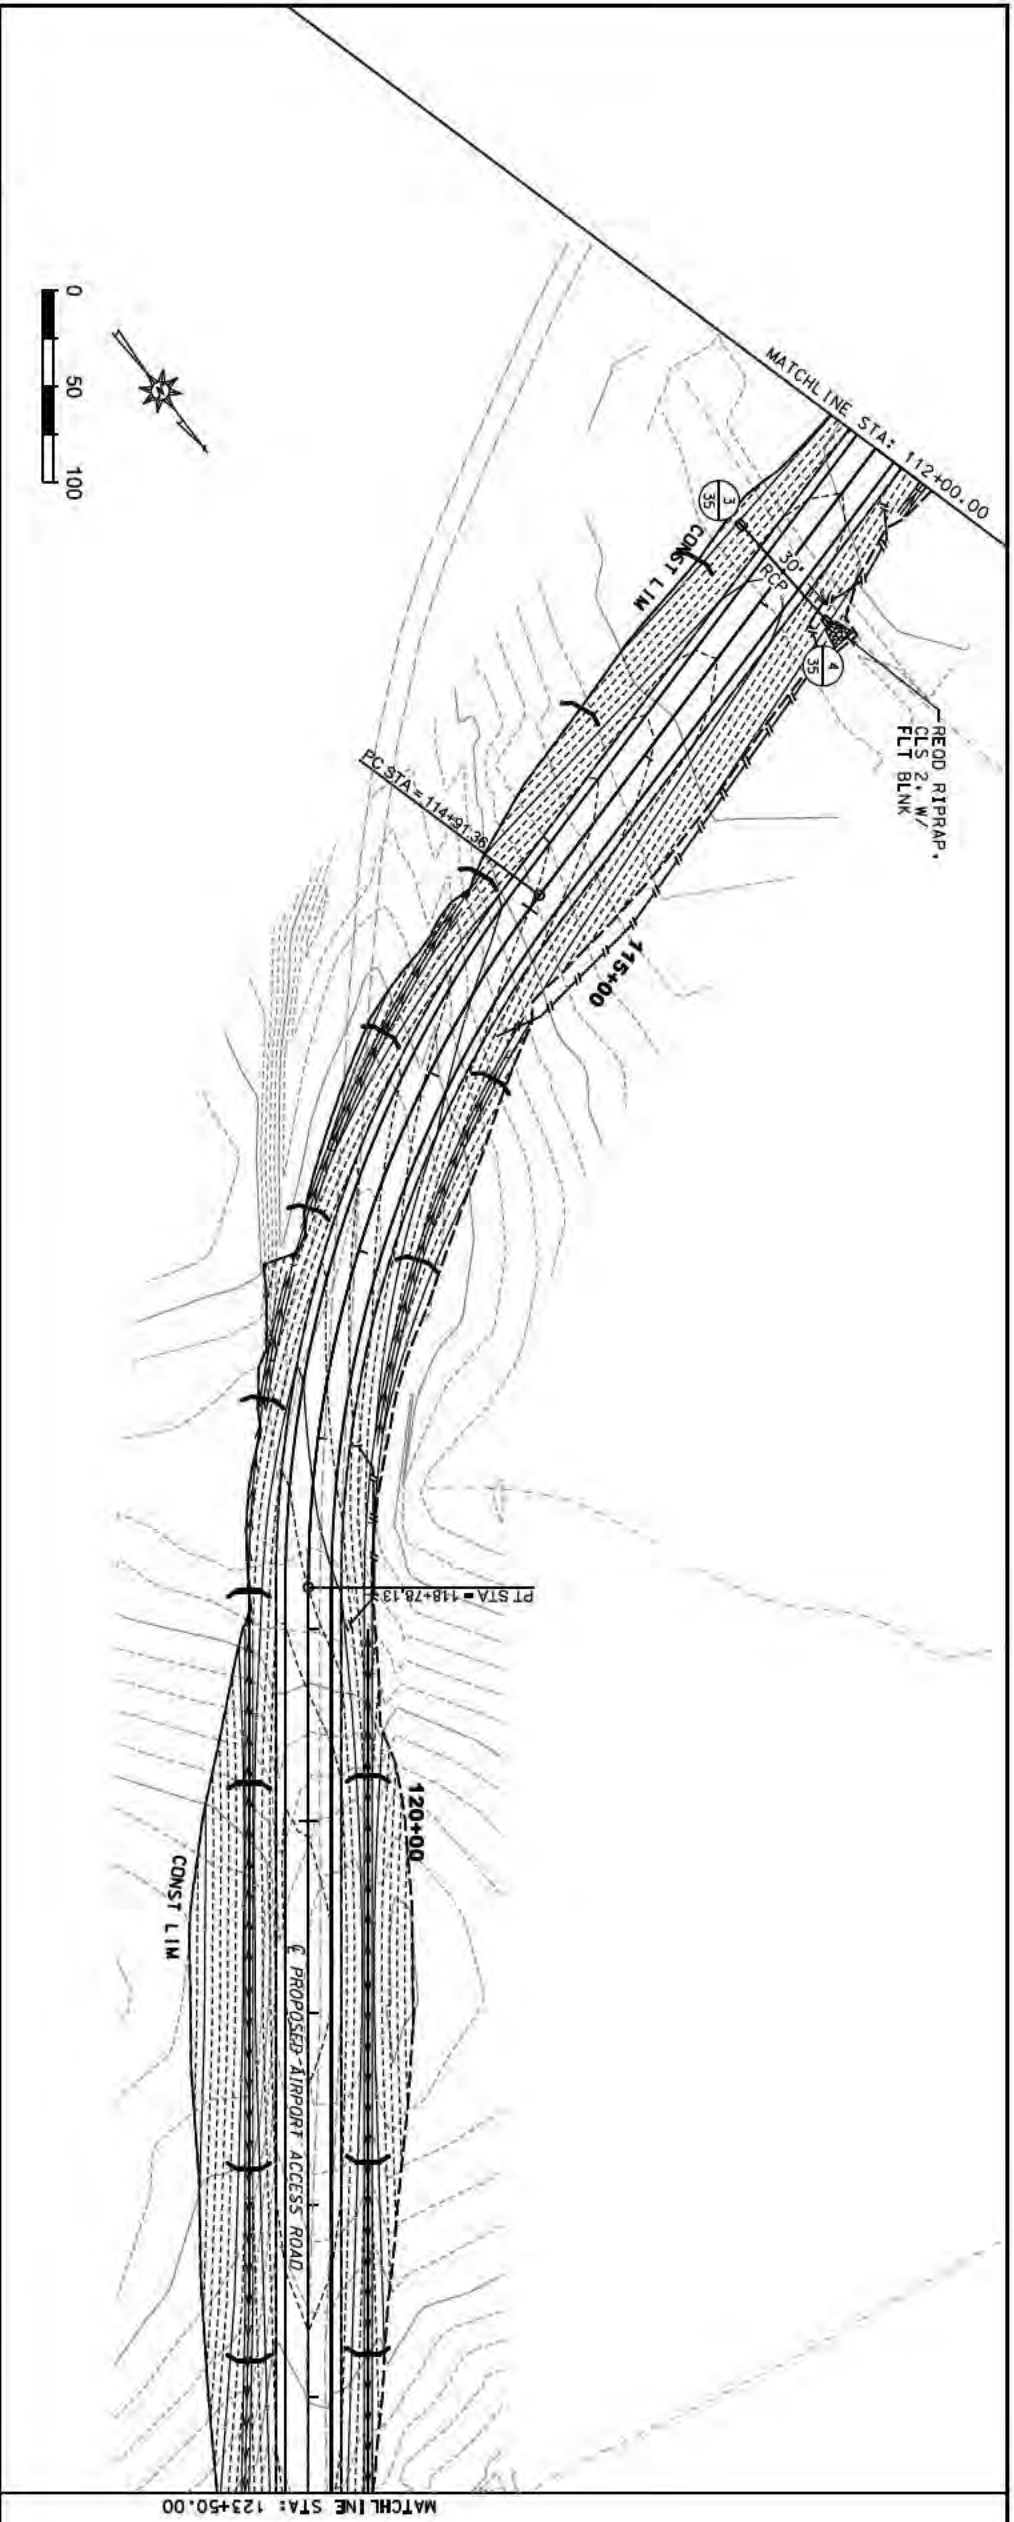 MATCHLINE STA: 112+00.00
3
35
CONST LIM
30"
RCP
4
35
REQD RIPRAP,
CLS 2, W/
FLT BLNK
0 50 100
PC STA = 114+91.36
115+00
PT STA = 118+78.13
120+00
CONST LIM
℄ PROPOSED AIRPORT ACCESS ROAD
MATCHLINE STA: 123+50.00